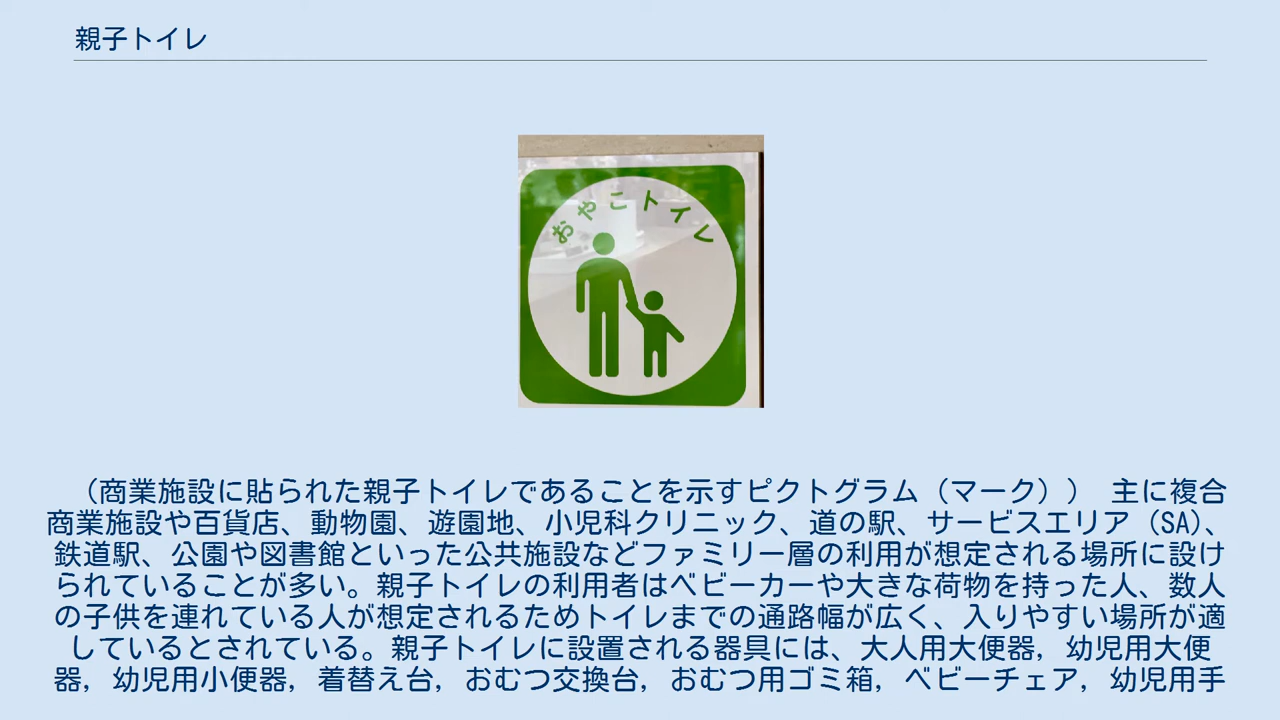 親子トイレ
おやこトイレ
（商業施設に貼られた親子トイレであることを示すピクトグラム（マーク）） 主に複合
商業施設や百貨店、動物園、遊園地、小児科クリニック、道の駅、サービスエリア（SA）、
鉄道駅、公園や図書館といった公共施設などファミリー層の利用が想定される場所に設け
られていることが多い。親子トイレの利用者はベビーカーや大きな荷物を持った人、数人
の子供を連れている人が想定されるためトイレまでの通路幅が広く、入りやすい場所が適
しているとされている。親子トイレに設置される器具には、大人用大便器，幼児用大便
器，幼児用小便器，着替え台，おむつ交換台，おむつ用ゴミ箱，ベビーチェア，幼児用手